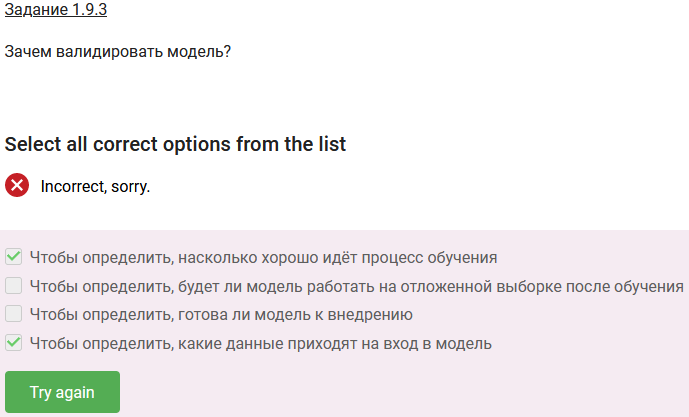 Задание 1.9.3
Зачем валидировать модель?
Select all correct options from the list
Incorrect, sorry.
Чтобы определить, насколько хорошо идёт процесс обучения
Чтобы определить, будет ли модель работать на отложенной выборке после обучения
Чтобы определить, готова ли модель к внедрению
Чтобы определить, какие данные приходят на вход в модель
Try again